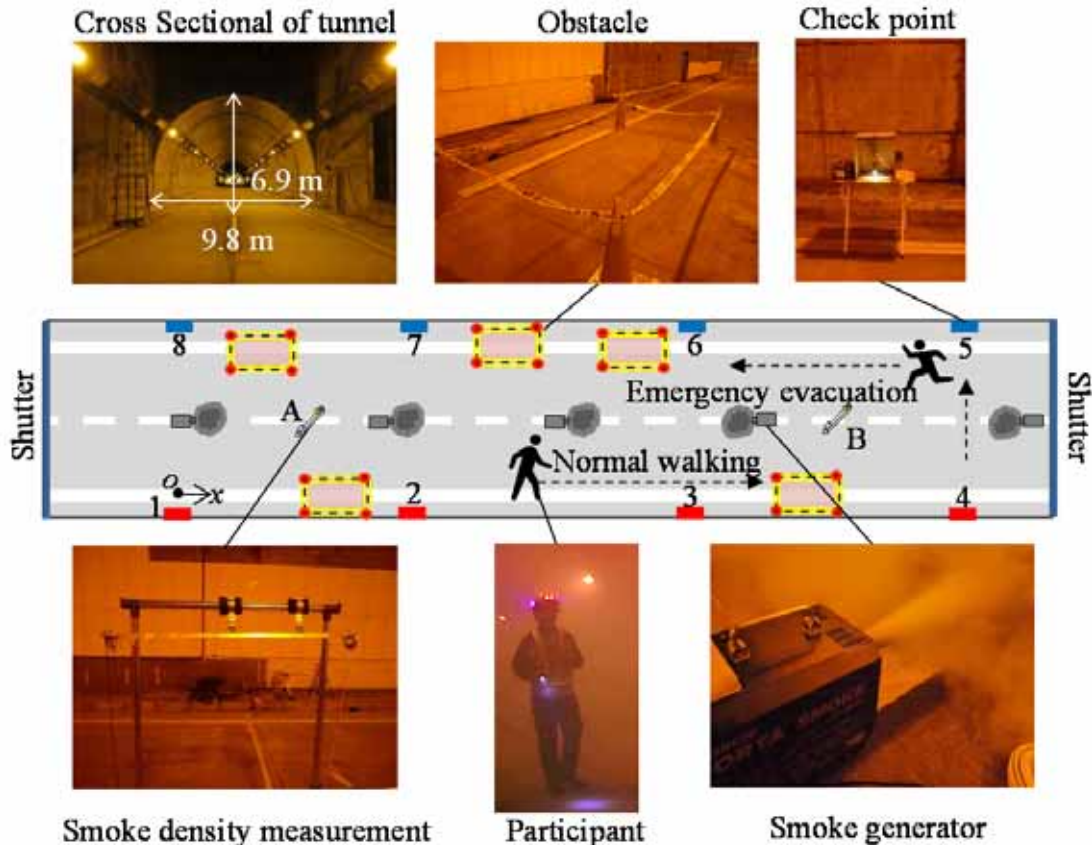 Cross Sectional of tunnel
Obstacle
Check point
6.9 m
9.8 m
8
7
6
5
Shutter
Emergency evacuation
Shutter
A
B
Normal walking
O
x
1
2
3
4
SMOKE
Smoke density measurement
Participant
Smoke generator